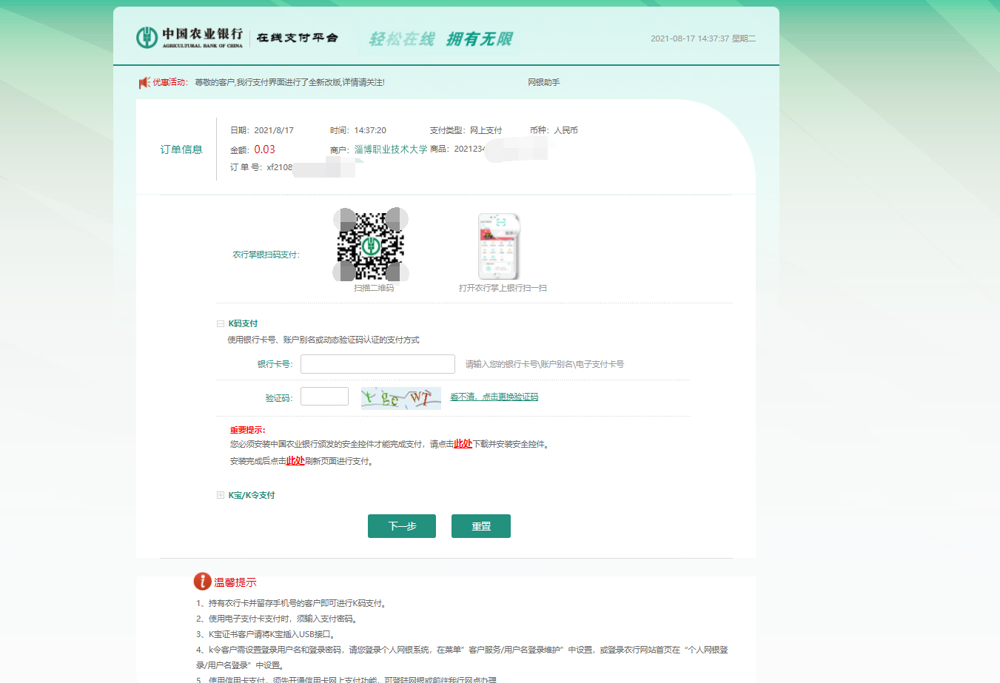 中国农业银行
AGRICULTURAL BANK OF CHINA
在线支付平台
轻松在线 拥有无限
2021-08-17 14:37:37 星期二
优惠活动： 尊敬的客户,我行支付界面进行了全新改版,详情请关注!
网银助手
订单信息
日期：2021/8/17 时间：14:37:20 支付类型：网上支付 币种：人民币
金额：0.03 商户：淄博职业技术大学 商品：2021234
订 单 号：xf2108
农行掌银扫码支付：
扫描二维码
打开农行掌上银行扫一扫
K码支付
使用银行卡号、账户别名或动态验证码认证的支付方式
银行卡号： 请输入您的银行卡号\账户别名\电子支付卡号
验证码： t ge WT 看不清，点击更换验证码
重要提示：
您必须安装中国农业银行颁发的安全控件才能完成支付，请点击此处下载并安装安全控件。
安装完成后点击此处刷新页面进行支付。
K宝/K令支付
下一步 重置
温馨提示
1、持有农行卡并留存手机号的客户即可进行K码支付。
2、使用电子支付卡支付时，须输入支付密码。
3、K宝证书客户请将K宝插入USB接口。
4、k令客户需设置登录用户名和登录密码，请您登录个人网银系统，在菜单”客户服务/用户名登录维护”中设置，或登录农行网站首页在“个人网银登
录/用户名登录”中设置。
5、使用信用卡支付，须先开通信用卡网上支付功能，可登陆网银或前往我行网点办理